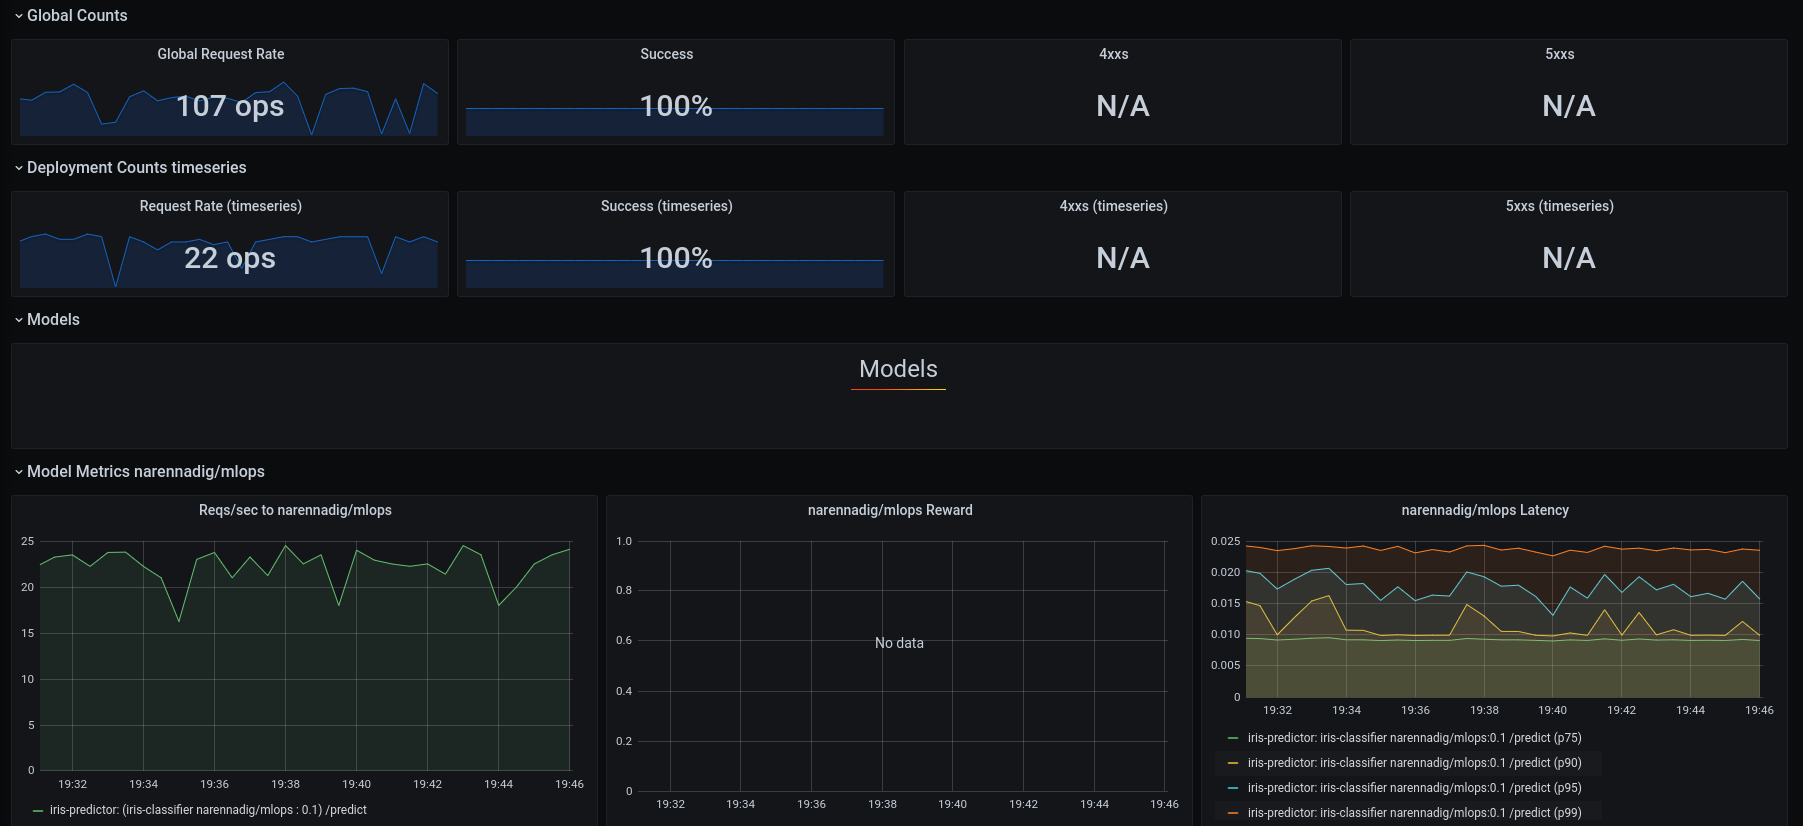 Global Counts
Global Request Rate
107 ops
Success
100%
4xxs
N/A
5xxs
N/A
Deployment Counts timeseries
Request Rate (timeseries)
22 ops
Success (timeseries)
100%
4xxs (timeseries)
N/A
5xxs (timeseries)
N/A
Models
Models
Model Metrics narennadig/mlops
Reqs/sec to narennadig/mlops
25
20
15
10
5
0
19:32 19:34 19:36 19:38 19:40 19:42 19:44 19:46
iris-predictor: (iris-classifier narennadig/mlops : 0.1) /predict
narennadig/mlops Reward
1.0
0.8
0.6
0.4
0.2
0
No data
19:32 19:34 19:36 19:38 19:40 19:42 19:44 19:46
narennadig/mlops Latency
0.025
0.020
0.015
0.010
0.005
0
19:32 19:34 19:36 19:38 19:40 19:42 19:44 19:46
iris-predictor: iris-classifier narennadig/mlops:0.1 /predict (p75)
iris-predictor: iris-classifier narennadig/mlops:0.1 /predict (p90)
iris-predictor: iris-classifier narennadig/mlops:0.1 /predict (p95)
iris-predictor: iris-classifier narennadig/mlops:0.1 /predict (p99)